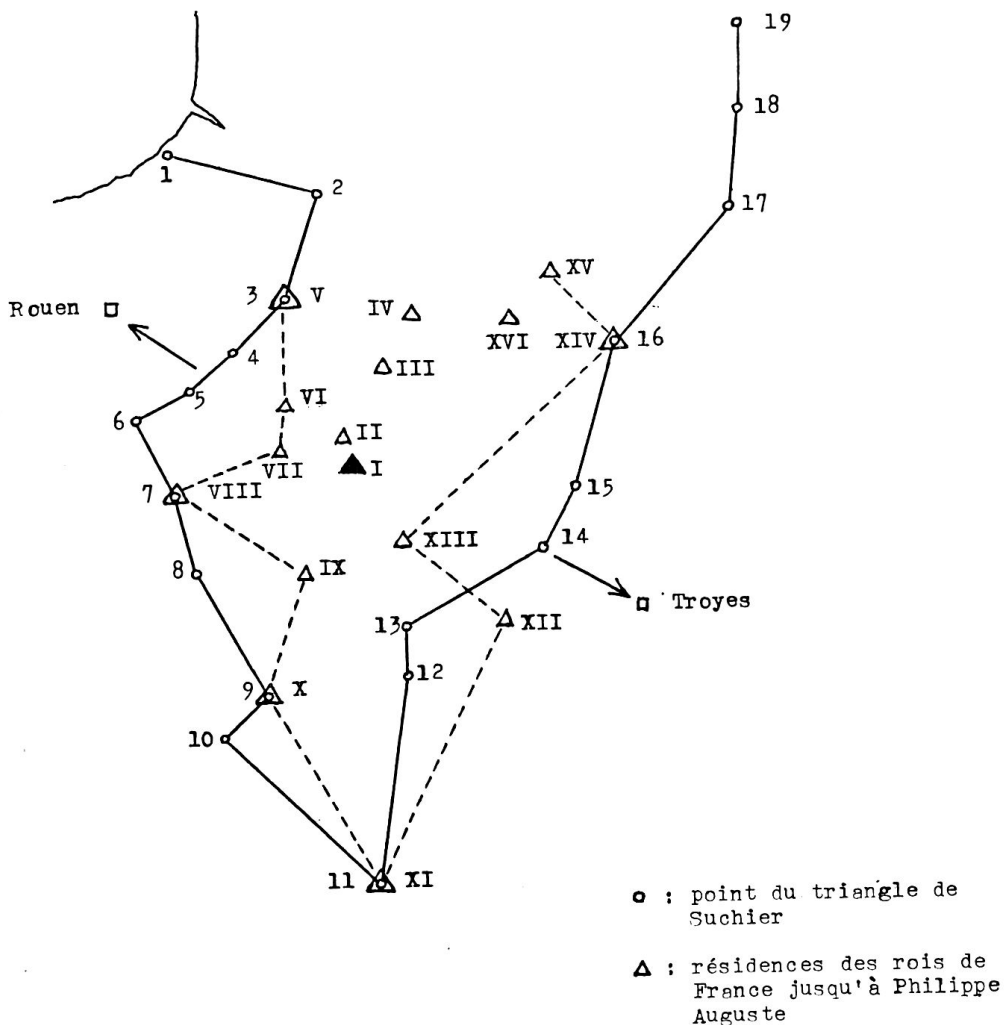 19
18
1
2
17
XV
3 V
Rouen
IV
XVI
XIV 16
4
III
5
VI
6
II
VII
I
7 VIII
15
XIII
14
8
IX
Troyes
13
XII
12
9 X
10
11 XI
: point du triangle de
Suchier
: résidences des rois de
France jusqu'à Philippe
Auguste